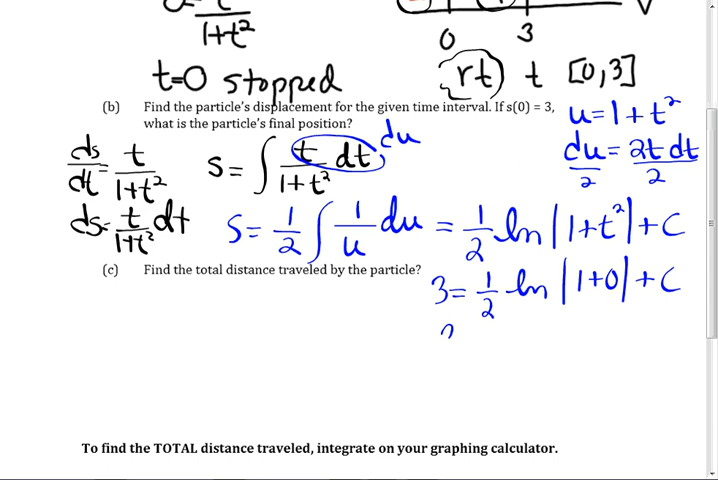 1+t²
0 3
t=0 stopped (rt) t [0,3]
(b) Find the particle's displacement for the given time interval. If s(0) = 3,
what is the particle's final position?
u=1+t²
du/2 = 2t dt/2
ds/dt = t/(1+t²) s= ∫ t dt/(1+t²) du
ds= t/(1+t²) dt s= 1/2 ∫ 1/u du = 1/2 ln|1+t²|+C
(c) Find the total distance traveled by the particle?
3= 1/2 ln|1+0|+C
To find the TOTAL distance traveled, integrate on your graphing calculator.